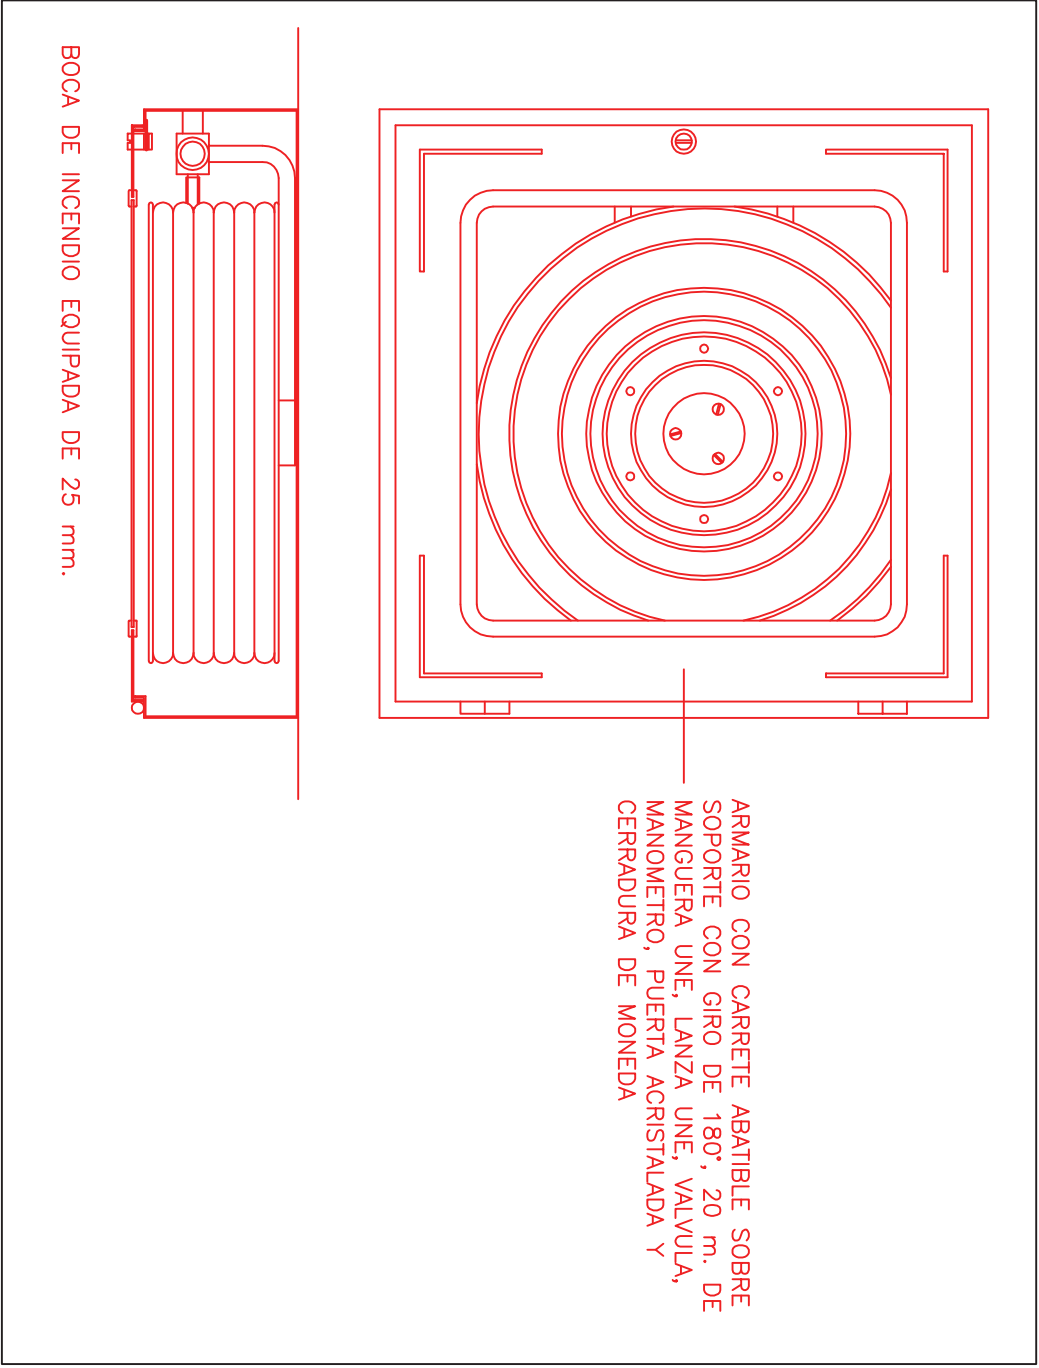 ARMARIO CON CARRETE ABATIBLE SOBRE
SOPORTE CON GIRO DE 180°, 20 m. DE
MANGUERA UNE, LANZA UNE, VALVULA,
MANOMETRO, PUERTA ACRISTALADA Y
CERRADURA DE MONEDA
BOCA DE INCENDIO EQUIPADA DE 25 mm.